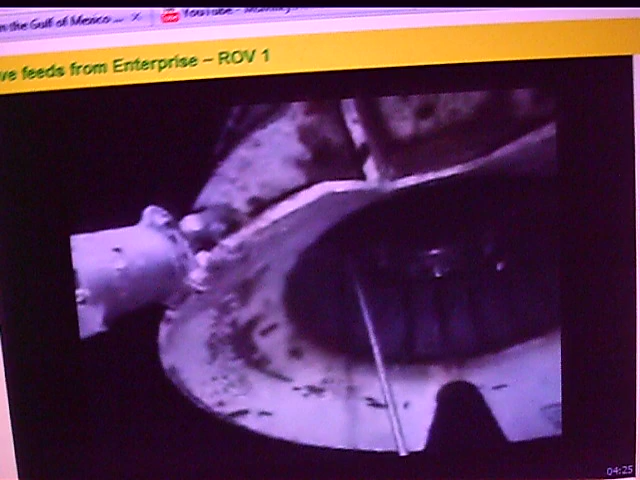 the Gulf of Mexico ...
YouTube -
ve feeds from Enterprise – ROV 1
04:25